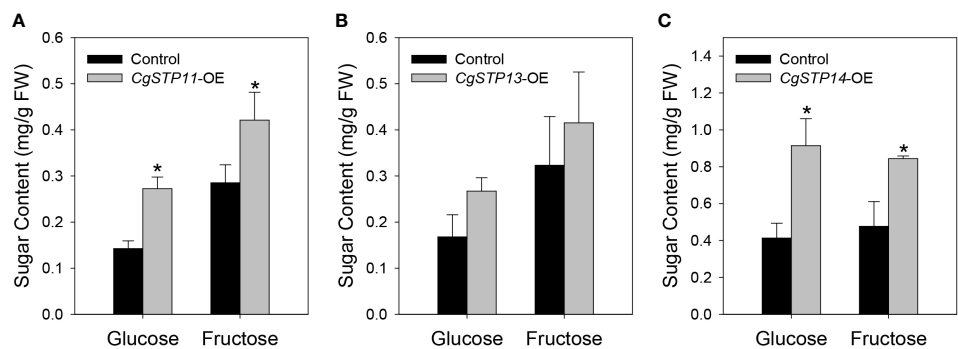 A
Sugar Content (mg/g FW)
0.6
0.5
0.4
0.3
0.2
0.1
0.0
Control
CgSTP11-OE
*
*
Glucose
Fructose
B
Sugar Content (mg/g FW)
0.6
0.5
0.4
0.3
0.2
0.1
0.0
Control
CgSTP13-OE
Glucose
Fructose
C
Sugar Content (mg/g FW)
1.4
1.2
1.0
0.8
0.6
0.4
0.2
0.0
Control
CgSTP14-OE
*
*
Glucose
Fructose